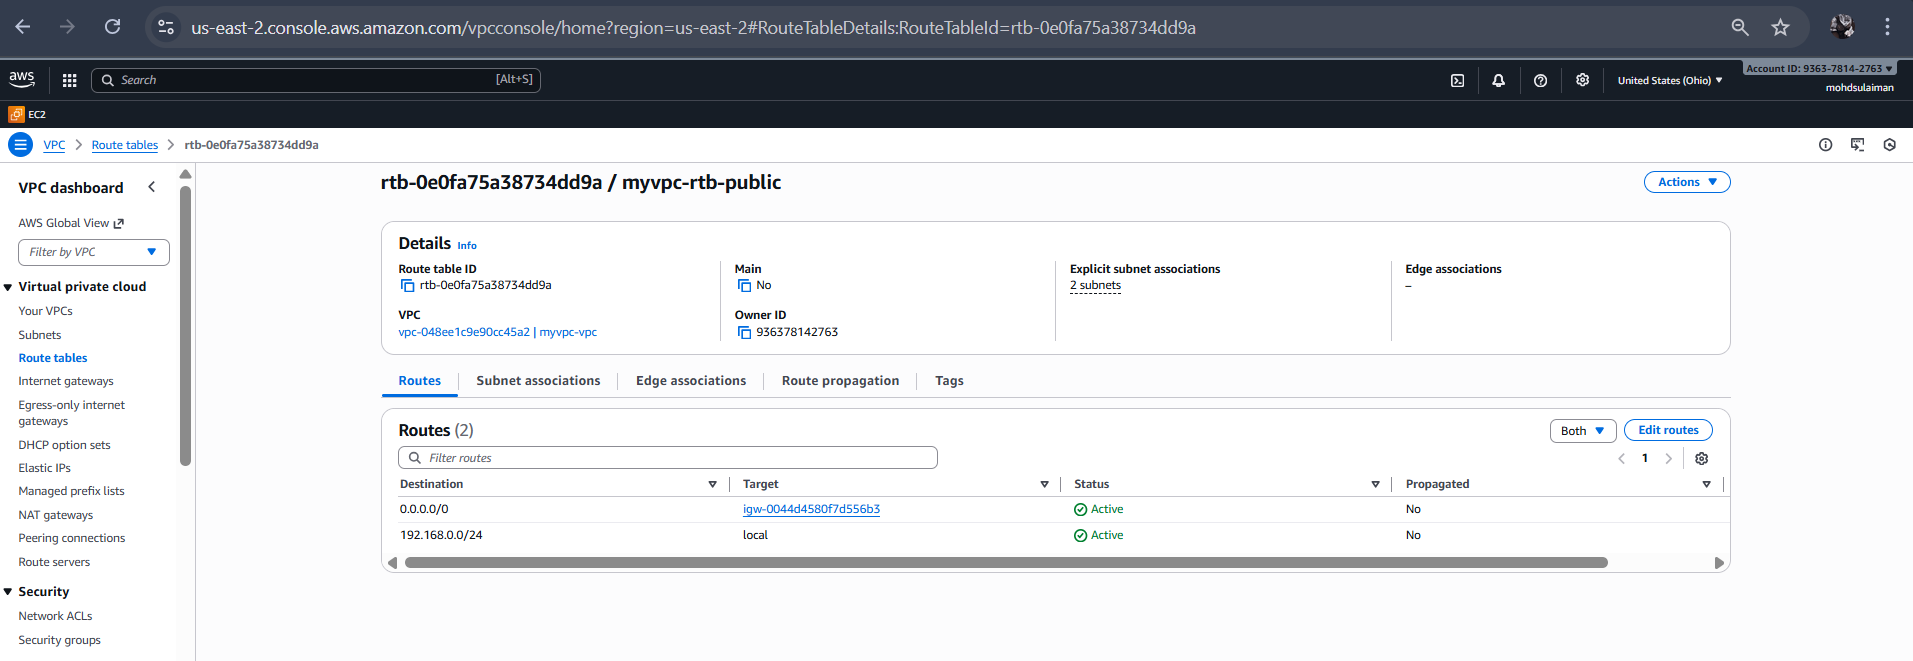 us-east-2.console.aws.amazon.com/vpcconsole/home?region=us-east-2#RouteTableDetails:RouteTableId=rtb-0e0fa75a38734dd9a
aws
Search [Alt+S]
United States (Ohio)
Account ID: 9363-7814-2763
mohdsulaiman
EC2
VPC
Route tables
rtb-0e0fa75a38734dd9a
VPC dashboard
AWS Global View
Filter by VPC
Virtual private cloud
Your VPCs
Subnets
Route tables
Internet gateways
Egress-only internet
gateways
DHCP option sets
Elastic IPs
Managed prefix lists
NAT gateways
Peering connections
Route servers
Security
Network ACLs
Security groups
rtb-0e0fa75a38734dd9a / myvpc-rtb-public
Actions
Details Info
Route table ID
rtb-0e0fa75a38734dd9a
Main
No
Explicit subnet associations
2 subnets
Edge associations
–
VPC
vpc-048ee1c9e90cc45a2 | myvpc-vpc
Owner ID
936378142763
Routes Subnet associations Edge associations Route propagation Tags
Routes (2)
Both
Edit routes
Filter routes
1
Destination Target Status Propagated
0.0.0.0/0 igw-0044d4580f7d556b3 Active No
192.168.0.0/24 local Active No